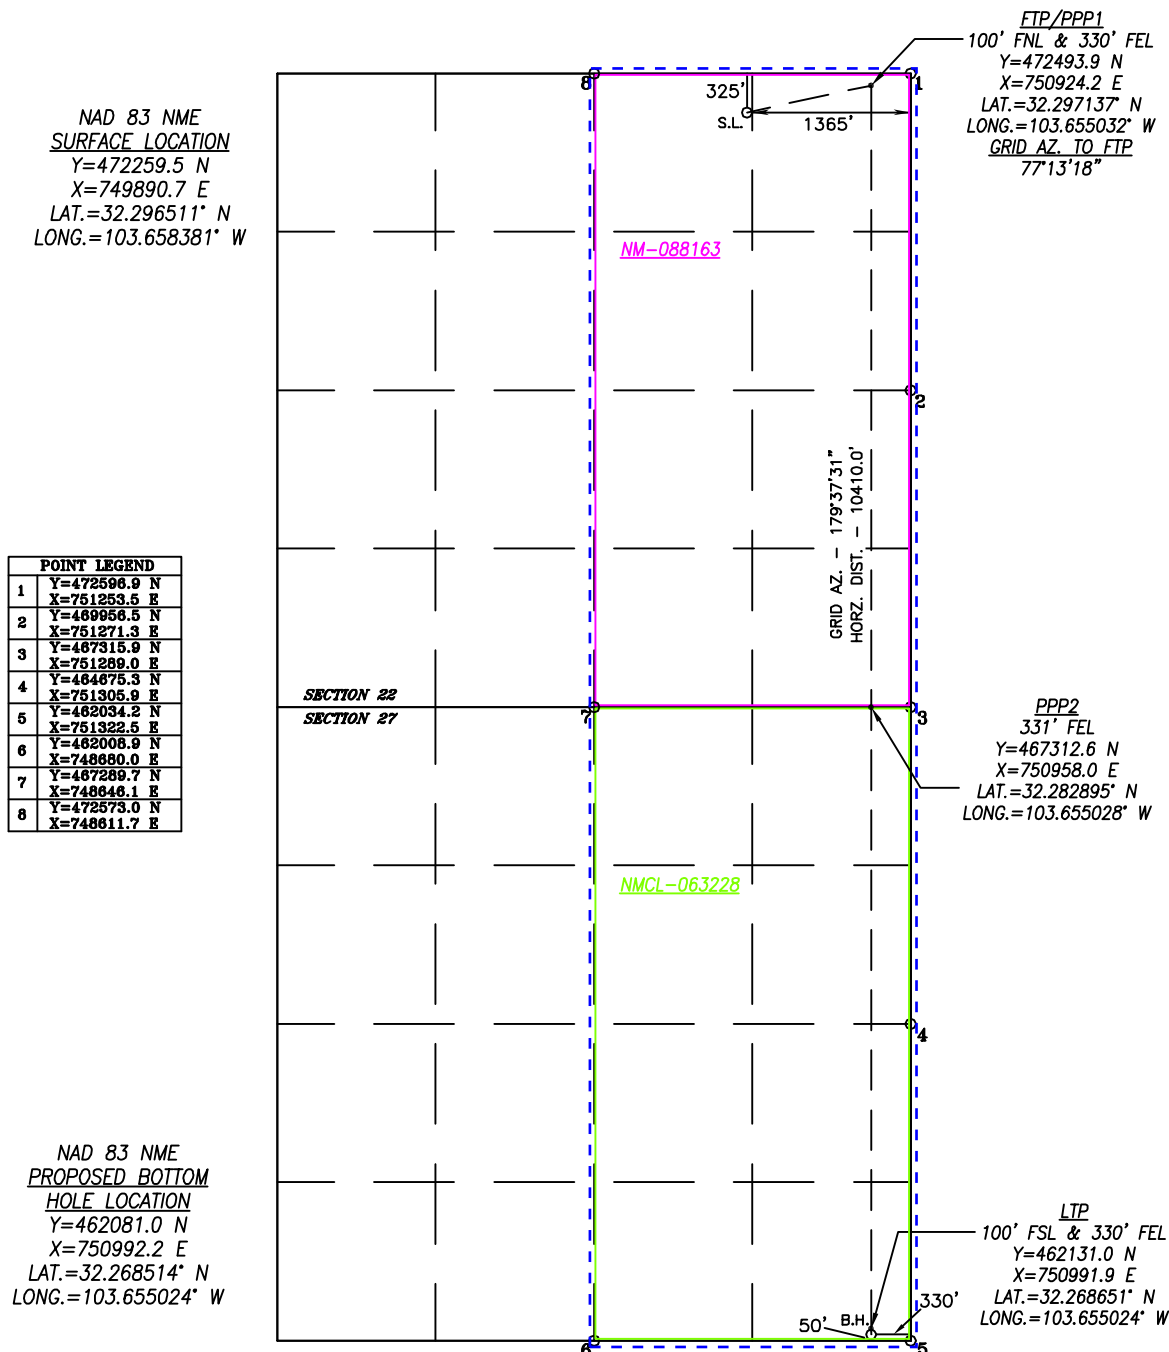 FTP/PPP1
100' FNL & 330' FEL
Y=472493.9 N
X=750924.2 E
LAT.=32.297137° N
LONG.=103.655032° W
GRID AZ. TO FTP
77°13'18"
NAD 83 NME
SURFACE LOCATION
Y=472259.5 N
X=749890.7 E
LAT.=32.296511° N
LONG.=103.658381° W
8
1
325'
S.L.
1365'
NM-088163
2
GRID AZ. - 179°37'31"
HORZ. DIST. - 10410.0'
POINT LEGEND
1 Y=472596.9 N
X=751253.5 E
2 Y=469956.5 N
X=751271.3 E
3 Y=467315.9 N
X=751289.0 E
4 Y=464675.3 N
X=751305.9 E
5 Y=462034.2 N
X=751322.5 E
6 Y=462008.9 N
X=748680.0 E
7 Y=467289.7 N
X=748646.1 E
8 Y=472573.0 N
X=748611.7 E
SECTION 22
SECTION 27
7
3
PPP2
331' FEL
Y=467312.6 N
X=750958.0 E
LAT.=32.282895° N
LONG.=103.655028° W
NMCL-063228
4
NAD 83 NME
PROPOSED BOTTOM
HOLE LOCATION
Y=462081.0 N
X=750992.2 E
LAT.=32.268514° N
LONG.=103.655024° W
LTP
100' FSL & 330' FEL
Y=462131.0 N
X=750991.9 E
LAT.=32.268651° N
LONG.=103.655024° W
330'
50' B.H.
6
5